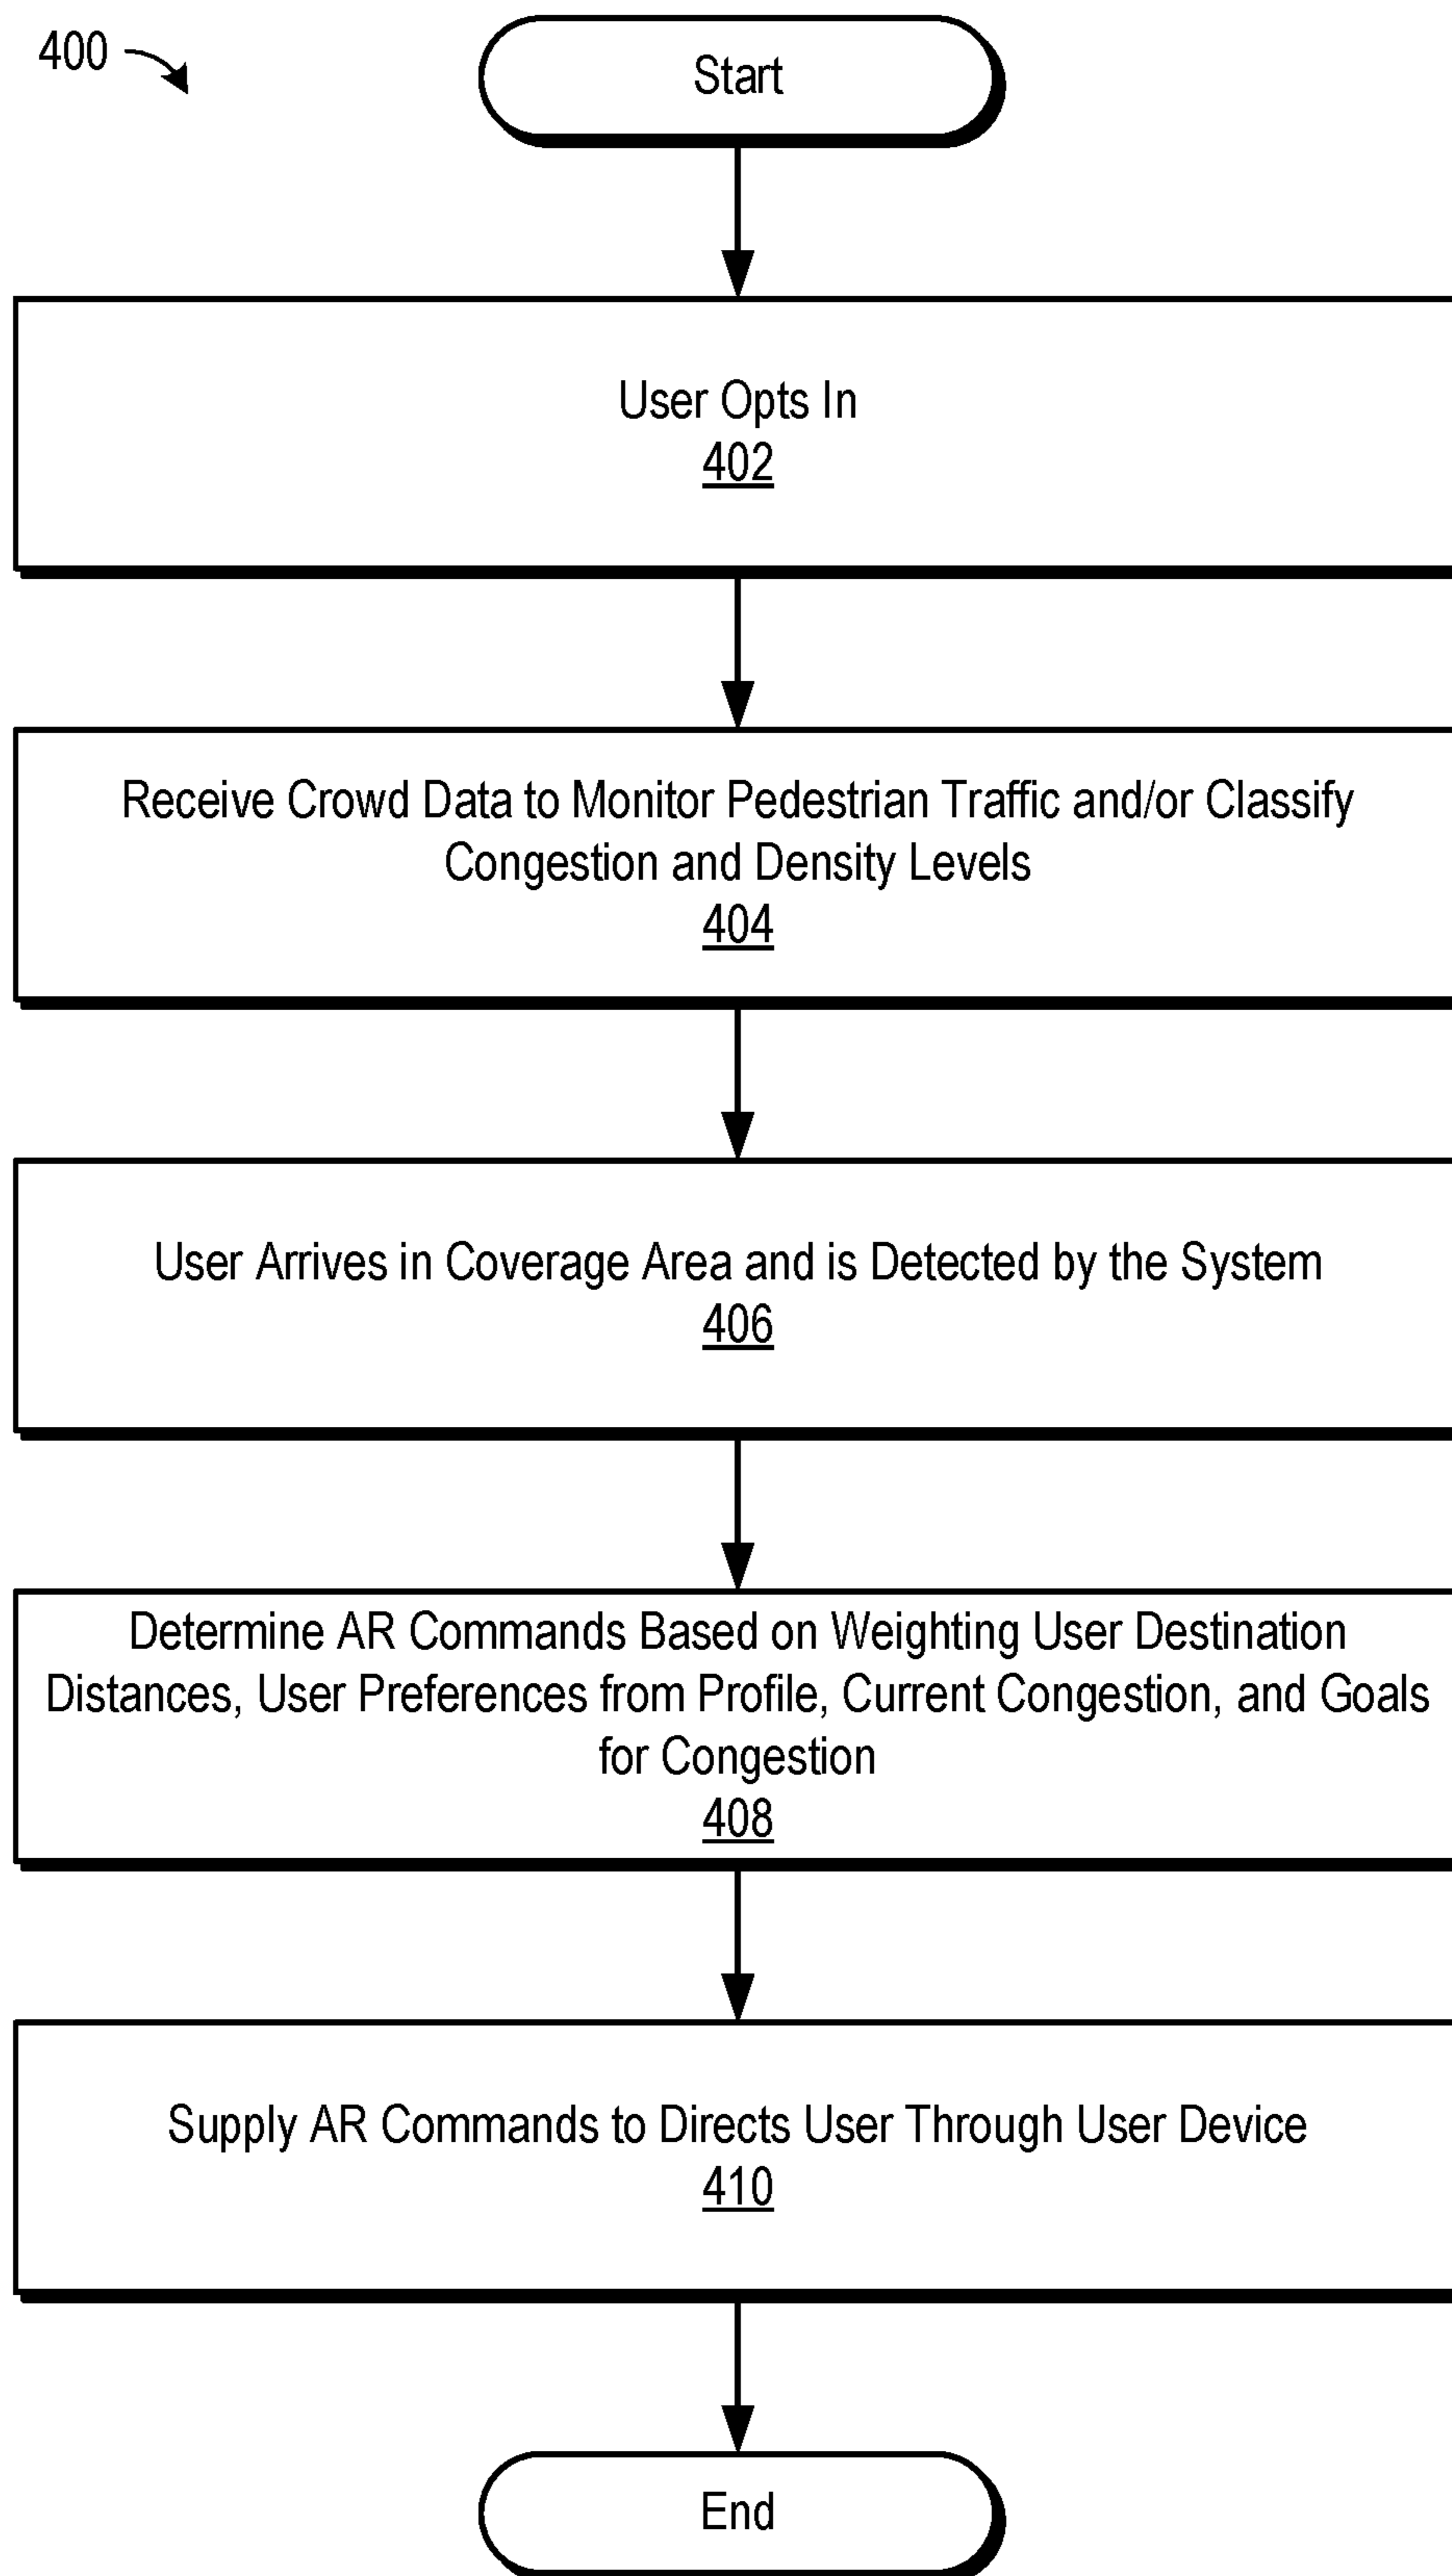 400
Start
User Opts In
402
Receive Crowd Data to Monitor Pedestrian Traffic and/or Classify
Congestion and Density Levels
404
User Arrives in Coverage Area and is Detected by the System
406
Determine AR Commands Based on Weighting User Destination
Distances, User Preferences from Profile, Current Congestion, and Goals
for Congestion
408
Supply AR Commands to Directs User Through User Device
410
End